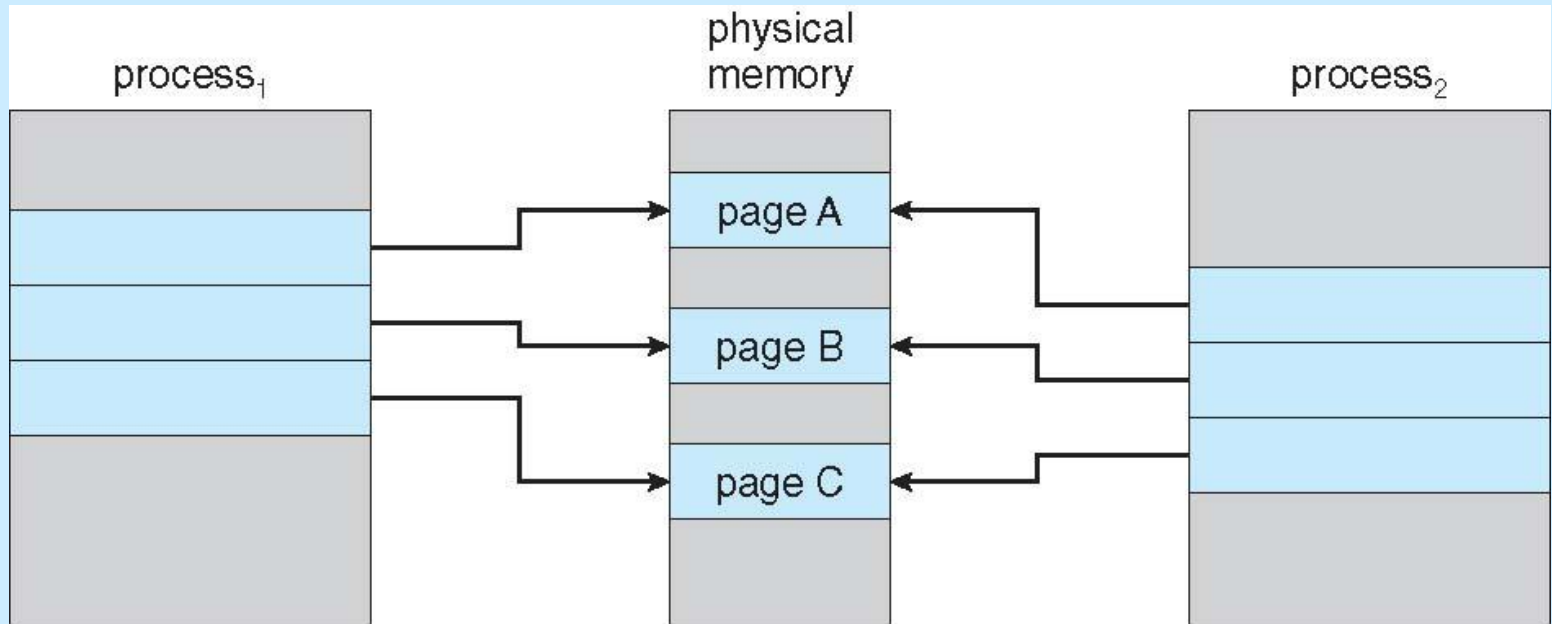 physical
memory
process₁
process₂
page A
page B
page C